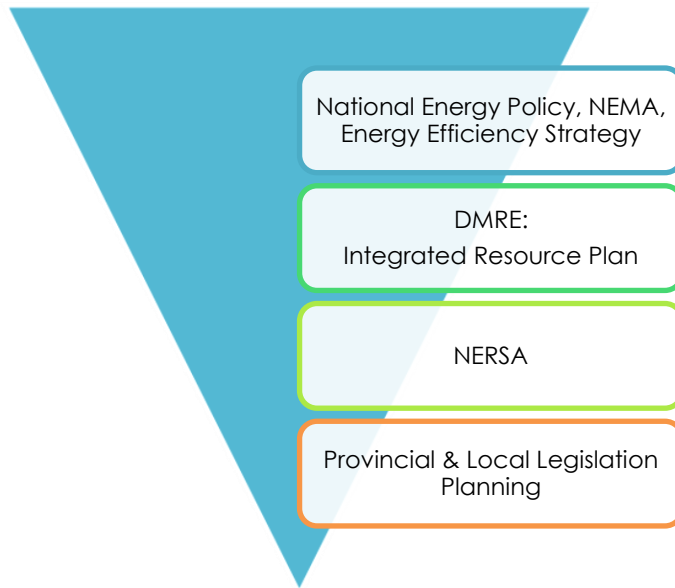 National Energy Policy, NEMA,
Energy Efficiency Strategy
DMRE:
Integrated Resource Plan
NERSA
Provincial & Local Legislation
Planning